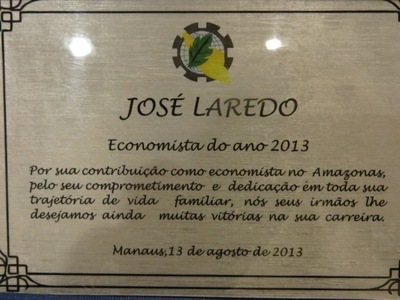 JOSÉ LAREDO
Economista do ano 2013
Por sua contribuição como economista no Amazonas,
pelo seu comprometimento e dedicação em toda sua
trajetória de vida familiar, nós seus irmãos lhe
desejamos ainda muitas vitórias na sua carreira.
Manaus,13 de agosto de 2013